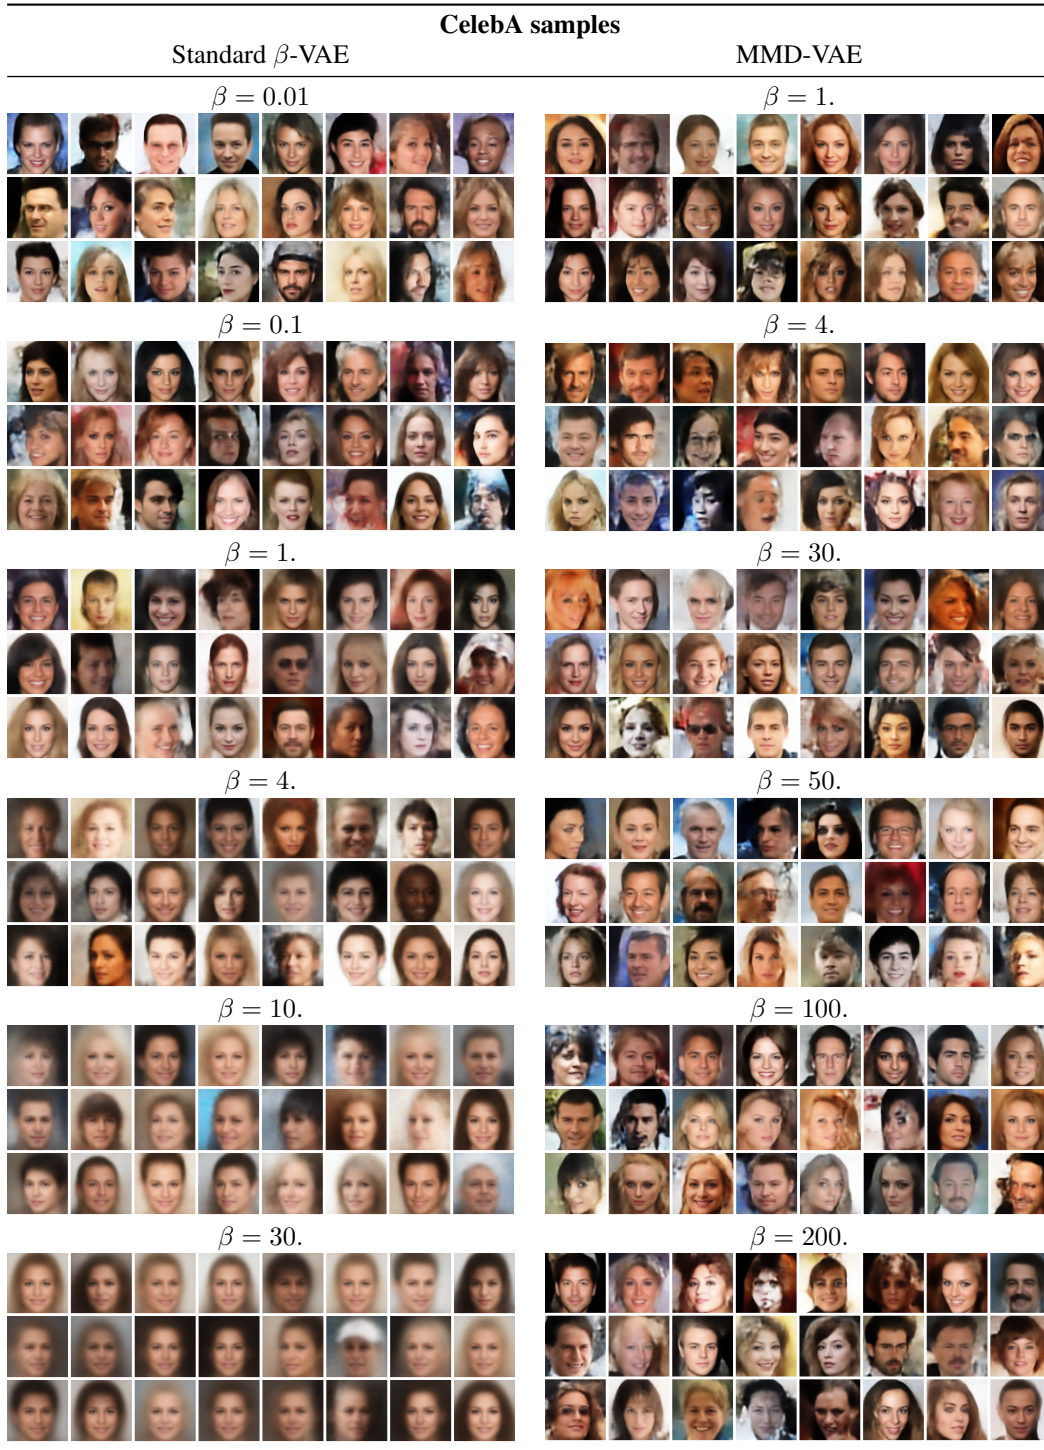 CelebA samples
Standard β-VAE
MMD-VAE
β = 0.01
β = 1.
β = 0.1
β = 4.
β = 1.
β = 30.
β = 4.
β = 50.
β = 10.
β = 100.
β = 30.
β = 200.